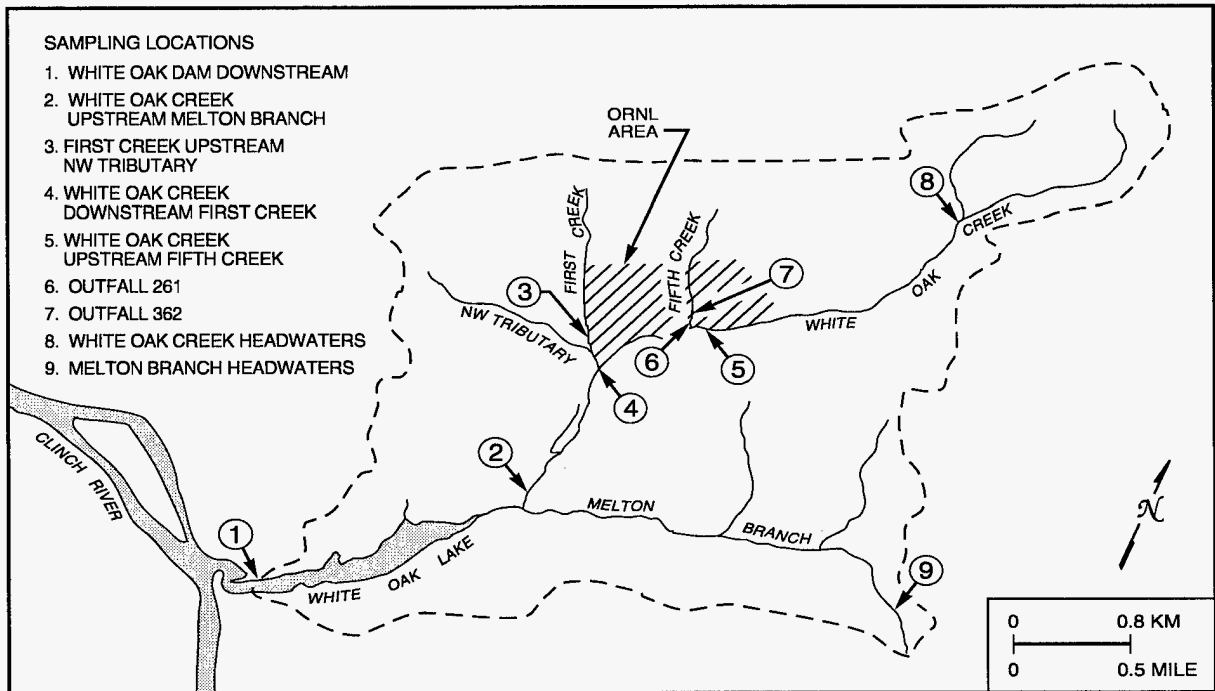 SAMPLING LOCATIONS
1. WHITE OAK DAM DOWNSTREAM
2. WHITE OAK CREEK
UPSTREAM MELTON BRANCH
3. FIRST CREEK UPSTREAM
NW TRIBUTARY
4. WHITE OAK CREEK
DOWNSTREAM FIRST CREEK
5. WHITE OAK CREEK
UPSTREAM FIFTH CREEK
6. OUTFALL 261
7. OUTFALL 362
8. WHITE OAK CREEK HEADWATERS
9. MELTON BRANCH HEADWATERS
ORNL
AREA
FIRST CREEK
FIFTH CREEK
NW TRIBUTARY
WHITE OAK CREEK
8
7
3
6
5
4
2
1
9
CLINCH RIVER
WHITE OAK LAKE
MELTON BRANCH
N
0 0.8 KM
0 0.5 MILE